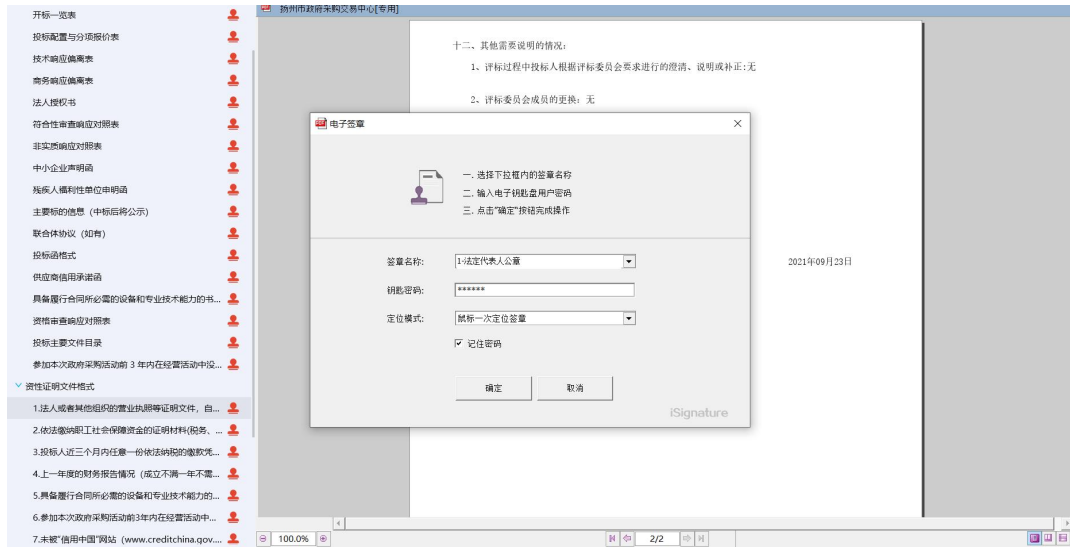 扬州市政府采购交易中心[专用]
开标一览表
投标配置与分项报价表
技术响应偏离表
商务响应偏离表
法人授权书
符合性审查响应对照表
非实质响应对照表
中小企业声明函
残疾人福利性单位申明函
主要标的信息（中标后将公示）
联合体协议（如有）
投标函格式
供应商信用承诺函
具备履行合同所必需的设备和专业技术能力的书...
资格审查响应对照表
投标主要文件目录
参加本次政府采购活动前 3 年内在经营活动中没...
资性证明文件格式
1.法人或者其他组织的营业执照等证明文件，自...
2.依法缴纳职工社会保障资金的证明材料(税务、...
3.投标人近三个月内任意一份依法纳税的缴款凭...
4.上一年度的财务报告情况（成立不满一年不需...
5.具备履行合同所必需的设备和专业技术能力的...
6.参加本次政府采购活动前3年内在经营活动中...
7.未被"信用中国"网站（www.creditchina.gov....
十二、其他需要说明的情况：
1、评标过程中投标人根据评标委员会要求进行的澄清、说明或补正:无
2、评标委员会成员的更换：无
电子签章
一. 选择下拉框内的签章名称
二. 输入电子钥匙盘用户密码
三. 点击"确定"按钮完成操作
签章名称: 1-法定代表人公章
钥匙密码: ******
定位模式: 鼠标一次定位签章
记住密码
确定 取消
iSignature
2021年09月23日
100.0% 2/2